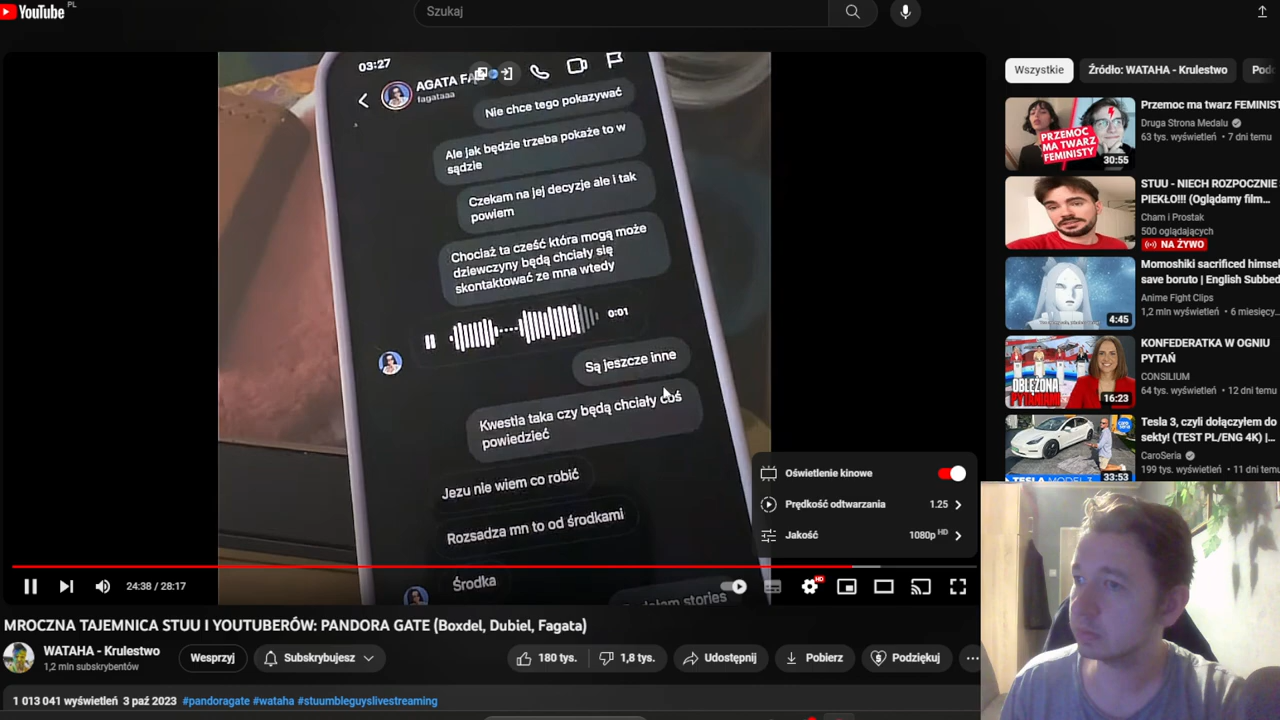 YouTube PL
Szukaj
03:27
AGATA FA
fagataaa
Nie chce tego pokazywać
Ale jak będzie trzeba pokaże to w
sądzie
Czekam na jej decyzje ale i tak
powiem
Chociaż ta cześć która mogą może
dziewczyny będą chciały się
skontaktować ze mna wtedy
0:01
Są jeszcze inne
Kwestia taka czy będą chciały coś
powiedzieć
Jezu nie wiem co robić
Rozsadza mn to od środkami
Środka
stories
Oświetlenie kinowe
Prędkość odtwarzania 1.25
Jakość 1080p HD
24:38 / 28:17
HD
MROCZNA TAJEMNICA STUU I YOUTUBERÓW: PANDORA GATE (Boxdel, Dubiel, Fagata)
WATAHA - Krulestwo
1,2 mln subskrybentów
Wesprzyj
Subskrybujesz
180 tys.
1,8 tys.
Udostępnij
Pobierz
Podziękuj
1 013 041 wyświetleń 3 paź 2023 #pandoragate #wataha #stuumbleguyslivestreaming
Wszystkie
Źródło: WATAHA - Krulestwo
Pod
PRZEMOC
MA TWARZ
FEMINISTY
30:55
Przemoc ma twarz FEMINIST
Druga Strona Medalu
63 tys. wyświetleń • 7 dni temu
STUU - NIECH ROZPOCZNIE
PIEKŁO!!! (Oglądamy film...
Cham i Prostak
500 oglądających
NA ŻYWO
4:45
Momoshiki sacrificed himse
save boruto | English Subbed
Anime Fight Clips
1,2 mln wyświetleń • 6 miesięcy
OBLĘŻONA
PYTANIAMI
16:23
KONFEDERATKA W OGNIU
PYTAŃ
CONSILIUM
64 tys. wyświetleń • 12 dni temu
TESLA MODEL 3
33:53
Tesla 3, czyli dołączyłem do
sekty! (TEST PL/ENG 4K) |...
CaroSeria
199 tys. wyświetleń • 11 dni temu